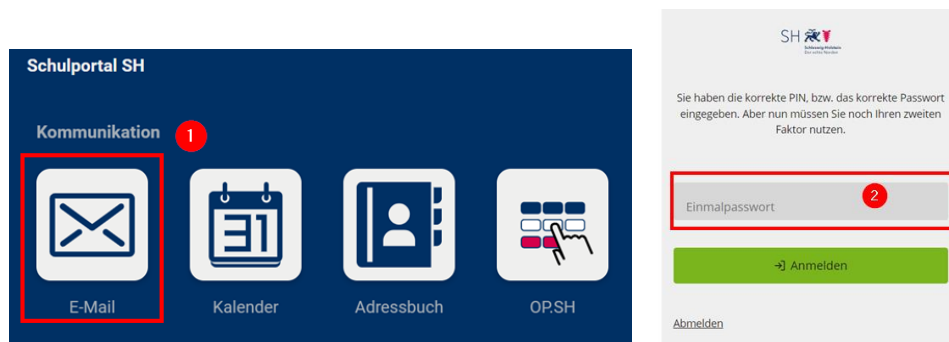 Schulportal SH
Kommunikation
1
31
E-Mail
Kalender
Adressbuch
OP.SH
SH
Schleswig-Holstein
Der echte Norden
Sie haben die korrekte PIN, bzw. das korrekte Passwort
eingegeben. Aber nun müssen Sie noch Ihren zweiten
Faktor nutzen.
Einmalpasswort
2
Anmelden
Abmelden